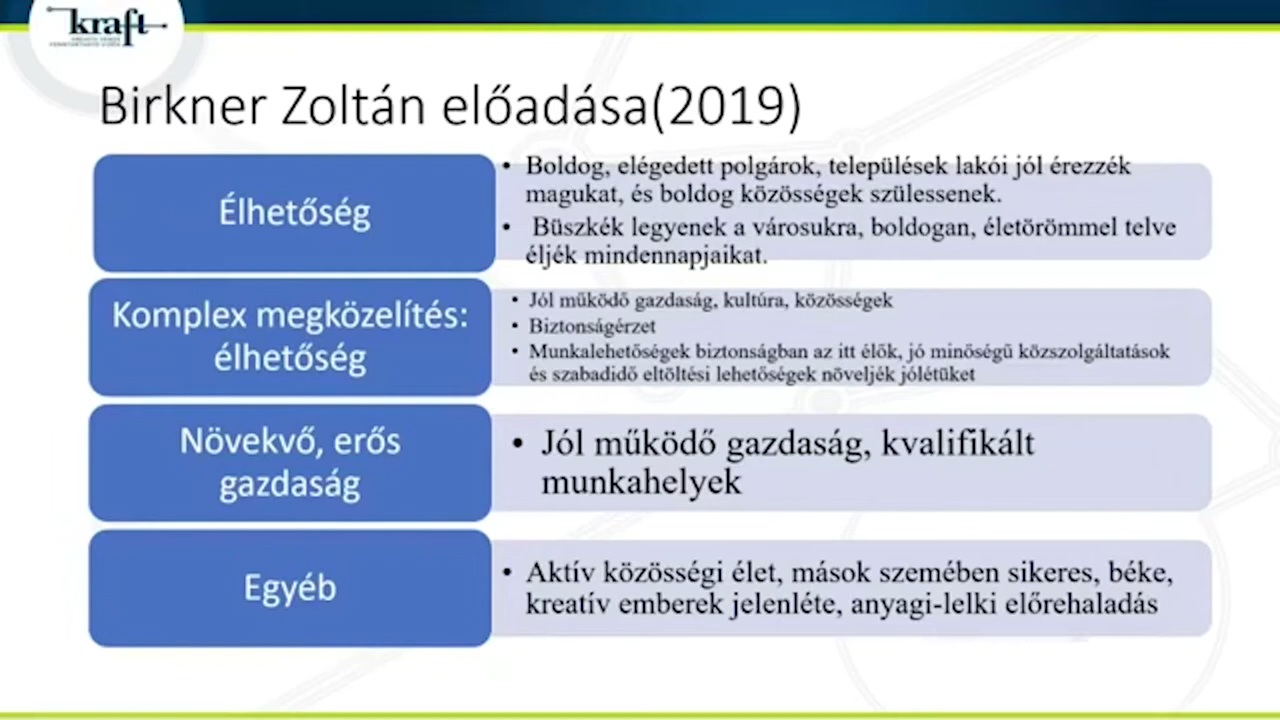 kraft
Birkner Zoltán előadása(2019)
Élhetőség
• Boldog, elégedett polgárok, települések lakói jól érezzék
magukat, és boldog közösségek szülessenek.
• Büszkék legyenek a városukra, boldogan, életörömmel telve
éljék mindennapjaikat.
Komplex megközelítés:
élhetőség
• Jól működő gazdaság, kultúra, közösségek
• Biztonságérzet
• Munkalehetőségek biztonságban az itt élők, jó minőségű közszolgáltatások
és szabadidő eltöltési lehetőségek növeljék jólétüket
Növekvő, erős
gazdaság
• Jól működő gazdaság, kvalifikált
munkahelyek
Egyéb
• Aktív közösségi élet, mások szemében sikeres, béke,
kreatív emberek jelenléte, anyagi-lelki előrehaladás